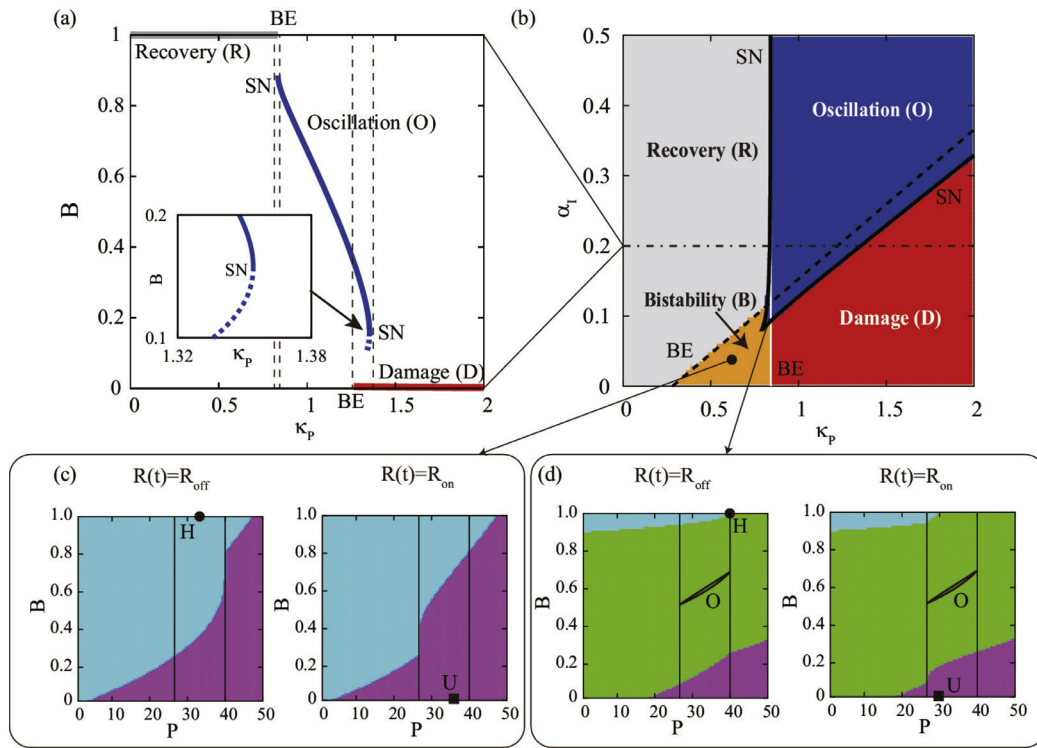 (a)
BE
1
Recovery (R)
SN
0.8
Oscillation (O)
0.6
B
0.4
0.2
B
SN
0.1
1.32
κP
1.38
SN
0.2
Damage (D)
0
BE
0
0.5
1
1.5
2
κP
(b)
0.5
SN
Oscillation (O)
0.4
Recovery (R)
0.3
αI
SN
0.2
Bistability (B)
0.1
Damage (D)
BE
BE
0
0
0.5
1
1.5
2
κP
(c)
R(t)=Roff
1.0
H
0.8
0.6
B
0.4
0.2
0
0 10 20 30 40 50
P
R(t)=Ron
1.0
0.8
0.6
B
0.4
0.2
U
0
0 10 20 30 40 50
P
(d)
R(t)=Roff
1.0
H
0.8
0.6
B
O
0.4
0.2
0
0 10 20 30 40 50
P
R(t)=Ron
1.0
0.8
0.6
B
O
0.4
0.2
U
0
0 10 20 30 40 50
P